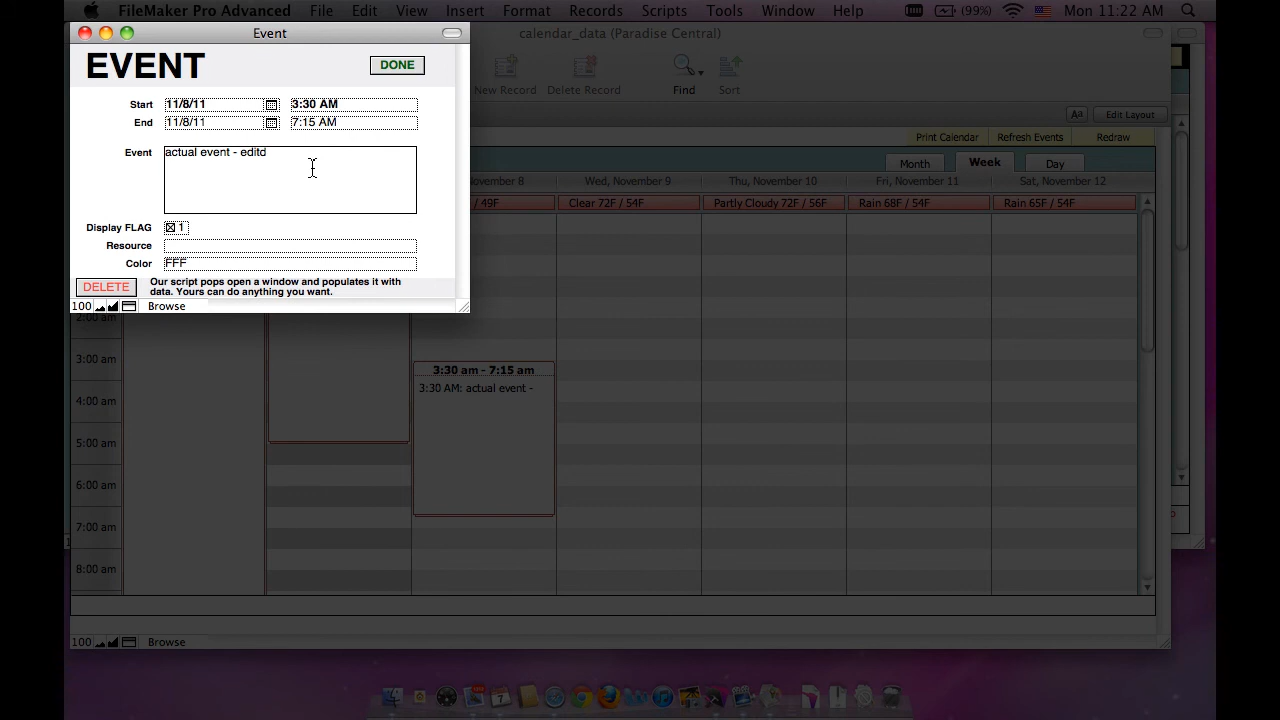 FileMaker Pro Advanced File Edit View Insert Format Records Scripts Tools Window Help (99%) Mon 11:22 AM
Event
calendar_data (Paradise Central)
EVENT
DONE
New Record Delete Record Find Sort
Start 11/8/11 3:30 AM
End 11/8/11 7:15 AM
Aa Edit Layout
Print Calendar Refresh Events Redraw
Event actual event - editd
Month Week Day
November 8 Wed, November 9 Thu, November 10 Fri, November 11 Sat, November 12
/ 49F Clear 72F / 54F Partly Cloudy 72F / 56F Rain 68F / 54F Rain 65F / 54F
Display FLAG 1
Resource
Color FFF
DELETE
Our script pops open a window and populates it with
data. Yours can do anything you want.
100 Browse
2:00 am
3:00 am
3:30 am - 7:15 am
3:30 AM: actual event -
4:00 am
5:00 am
6:00 am
7:00 am
8:00 am
100 Browse